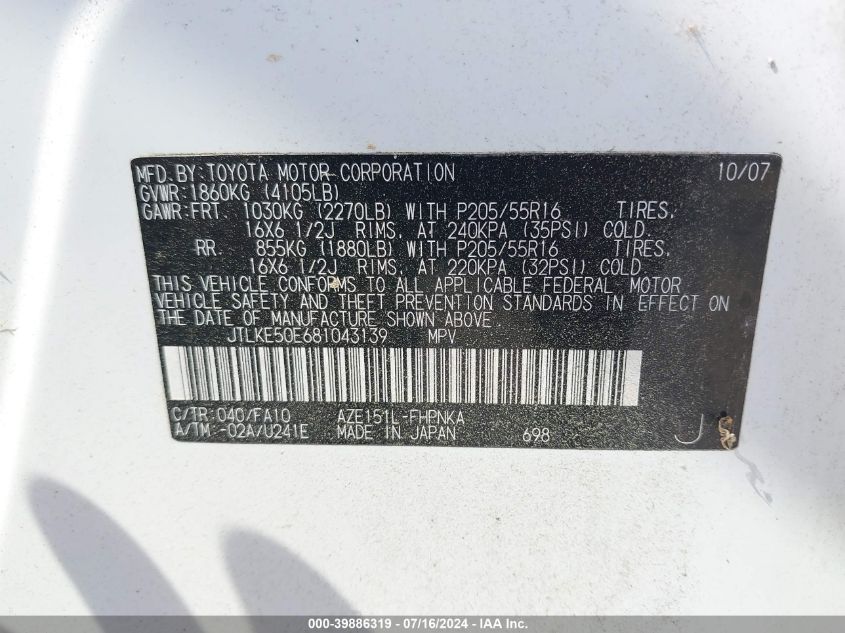 MFD.BY:TOYOTA MOTOR CORPORATION 10/07
GVWR:1860KG (4105LB)
GAWR:FRT. 1030KG (2270LB) WITH P205/55R16 TIRES,
16X6 1/2J RIMS, AT 240KPA (35PSI) COLD.
RR. 855KG (1880LB) WITH P205/55R16 TIRES,
16X6 1/2J RIMS, AT 220KPA (32PSI) COLD.
THIS VEHICLE CONFORMS TO ALL APPLICABLE FEDERAL MOTOR
VEHICLE SAFETY AND THEFT PREVENTION STANDARDS IN EFFECT ON
THE DATE OF MANUFACTURE SHOWN ABOVE.
JTLKE50E681043139 MPV
C/TR: 040/FA10 AZE151L-FHPNKA
A/TM: -02A/U241E MADE IN JAPAN 698 J
000-39886319 / 07/16/2024 - IAA Inc.